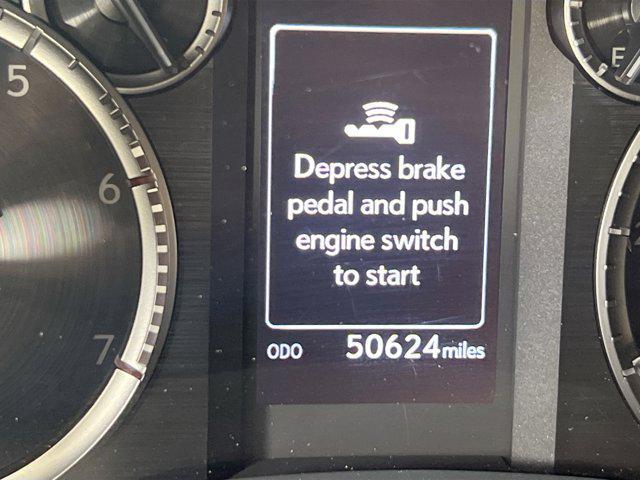 5
6
7
E
Depress brake
pedal and push
engine switch
to start
ODO 50624 miles